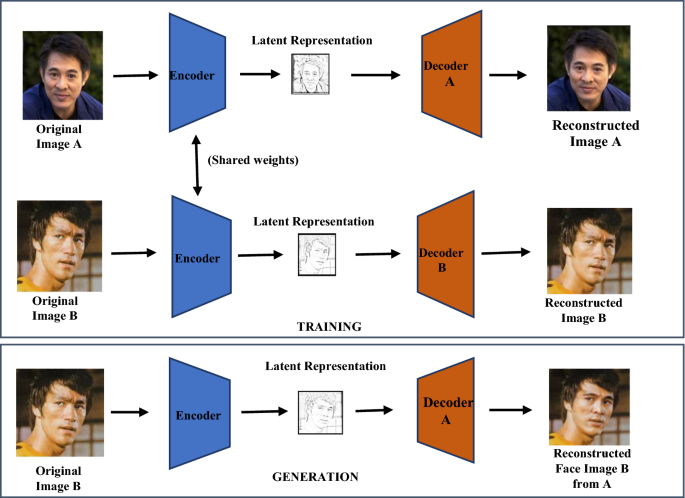 Latent Representation
Encoder
Decoder
A
Original
Image A
Reconstructed
Image A
(Shared weights)
Latent Representation
Encoder
Decoder
B
Original
Image B
Reconstructed
Image B
TRAINING
Latent Representation
Encoder
Decoder
A
Original
Image B
Reconstructed
Face Image B
from A
GENERATION